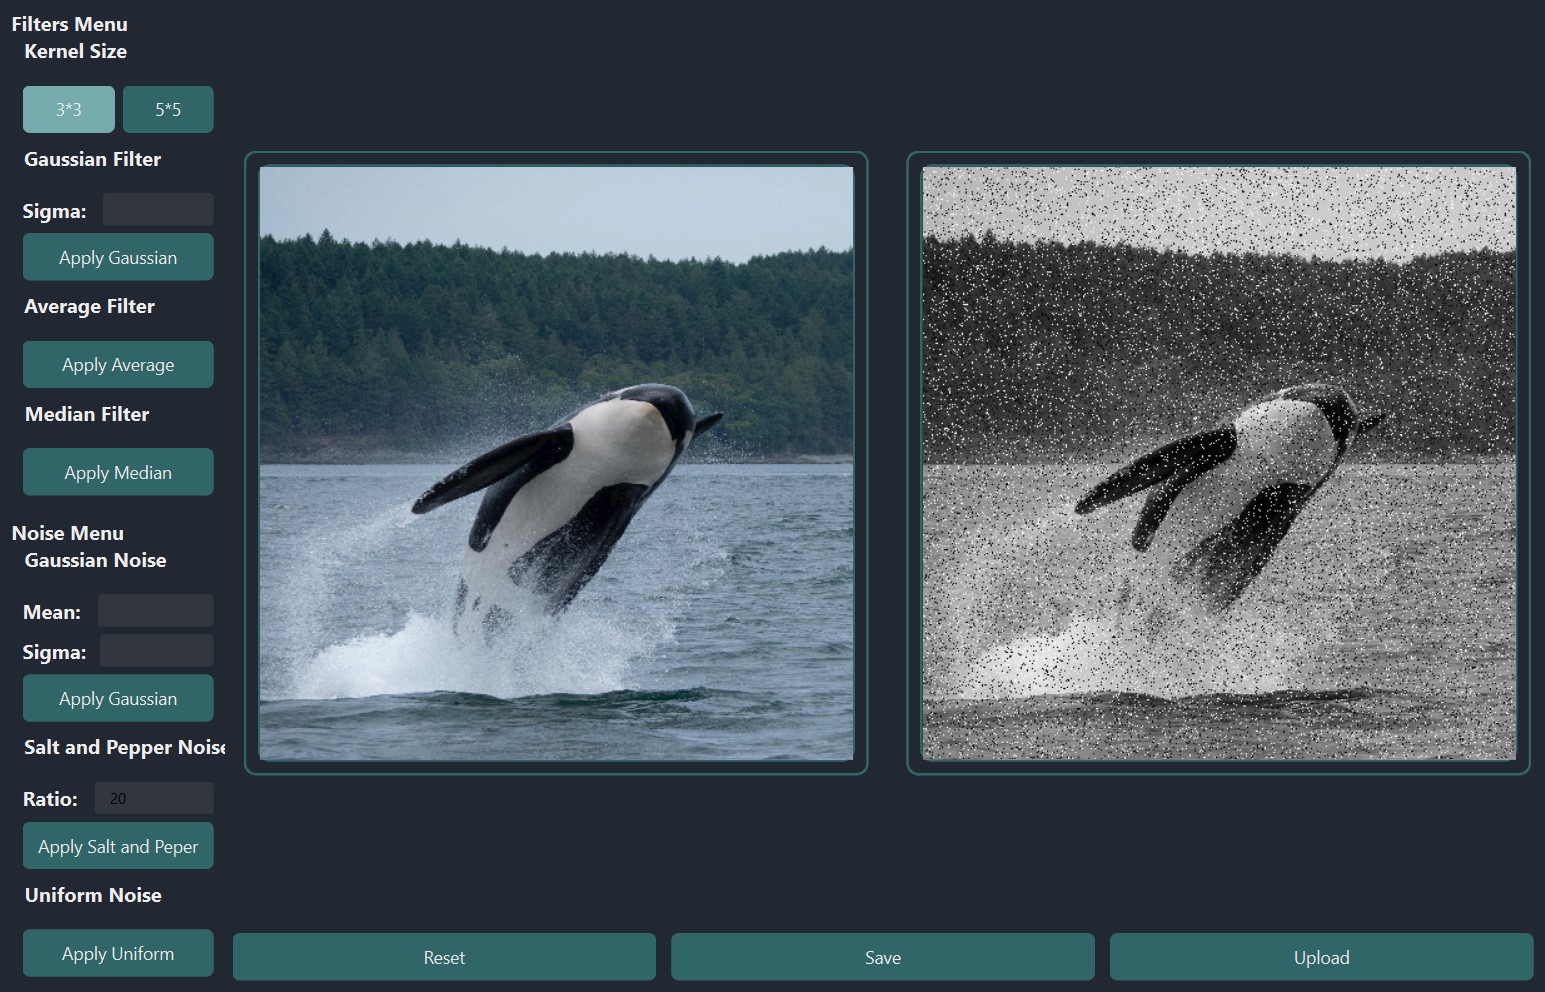 Filters Menu
Kernel Size
3*3 5*5
Gaussian Filter
Sigma:
Apply Gaussian
Average Filter
Apply Average
Median Filter
Apply Median
Noise Menu
Gaussian Noise
Mean:
Sigma:
Apply Gaussian
Salt and Pepper Noise
Ratio: 20
Apply Salt and Peper
Uniform Noise
Apply Uniform
Reset Save Upload